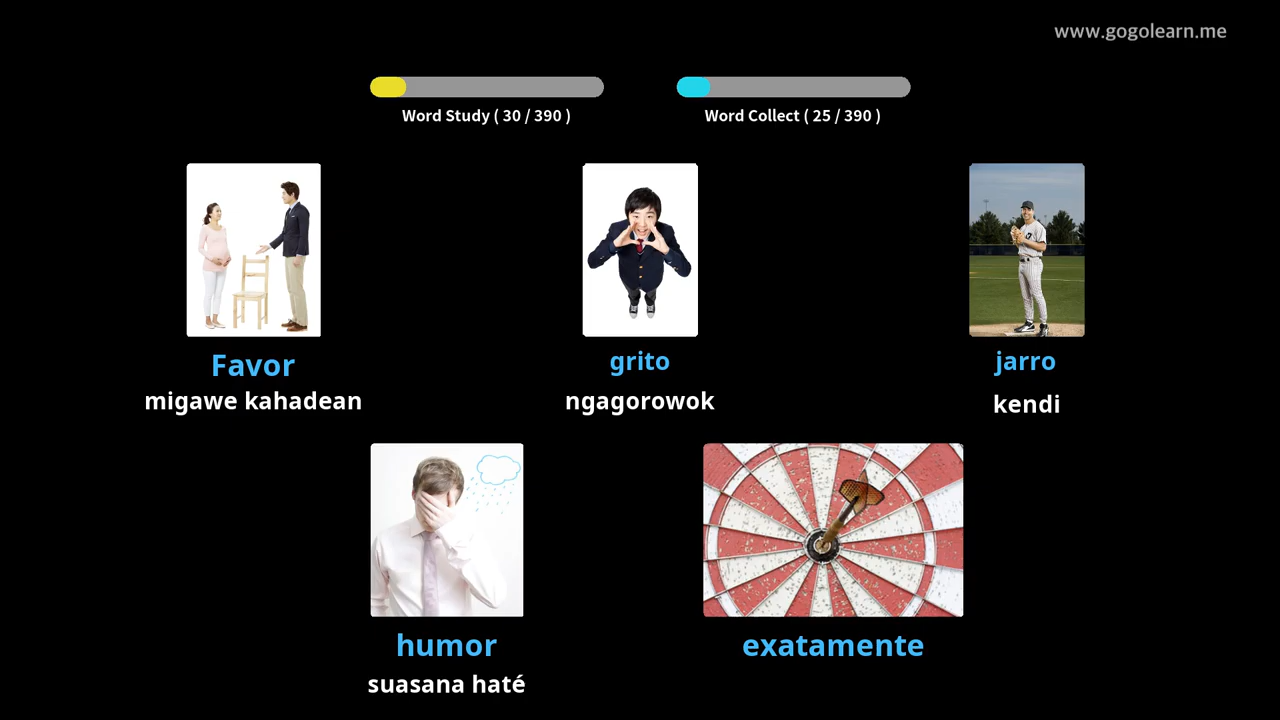 www.gogolearn.me
Word Study ( 30 / 390 )
Word Collect ( 25 / 390 )
Favor
migawe kahadean
grito
ngagorowok
jarro
kendi
humor
suasana haté
exatamente